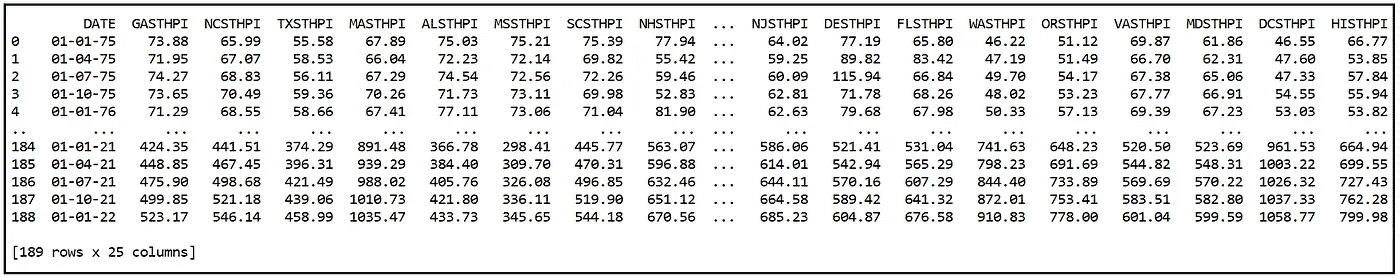 DATE GASTHPI NCSTHPI TXSTHPI MASTHPI ALSTHPI MSSTHPI SCSTHPI NHSTHPI ... NJSTHPI DESTHPI FLSTHPI WASTHPI ORSTHPI VASTHPI MDSTHPI DCSTHPI HISTHPI
0 01-01-75 73.88 65.99 55.58 67.89 75.03 75.21 75.39 77.94 ... 64.02 77.19 65.80 46.22 51.12 69.87 61.86 46.55 66.77
1 01-04-75 71.95 67.07 58.53 66.04 72.23 72.14 69.82 55.42 ... 59.25 89.82 83.42 47.19 51.49 66.70 62.31 47.60 53.85
2 01-07-75 74.27 68.83 56.11 67.29 74.54 72.56 72.26 59.46 ... 60.09 115.94 66.84 49.70 54.17 67.38 65.06 47.33 57.84
3 01-10-75 73.65 70.49 59.36 70.26 71.73 73.11 69.98 52.83 ... 62.81 71.78 68.26 48.02 53.23 67.77 66.91 54.55 55.94
4 01-01-76 71.29 68.55 58.66 67.41 77.11 73.06 71.04 81.90 ... 62.63 79.68 67.98 50.33 57.13 69.39 67.23 53.03 53.82
.. ... ... ... ... ... ... ... ... ... ... ... ... ... ... ... ... ... ... ...
184 01-01-21 424.35 441.51 374.29 891.48 366.78 298.41 445.77 563.07 ... 586.06 521.41 531.04 741.63 648.23 520.50 523.69 961.53 664.94
185 01-04-21 448.85 467.45 396.31 939.29 384.40 309.70 470.31 596.88 ... 614.01 542.94 565.29 798.23 691.69 544.82 548.31 1003.22 699.55
186 01-07-21 475.90 498.68 421.49 988.02 405.76 326.08 496.85 632.46 ... 644.11 570.16 607.29 844.40 733.89 569.69 570.22 1026.32 727.43
187 01-10-21 499.85 521.18 439.06 1010.73 421.80 336.11 519.90 651.12 ... 664.58 589.42 641.32 872.01 753.41 583.51 582.80 1037.33 762.28
188 01-01-22 523.17 546.14 458.99 1035.47 433.73 345.65 544.18 670.56 ... 685.23 604.87 676.58 910.83 778.00 601.04 599.59 1058.77 799.98
[189 rows x 25 columns]